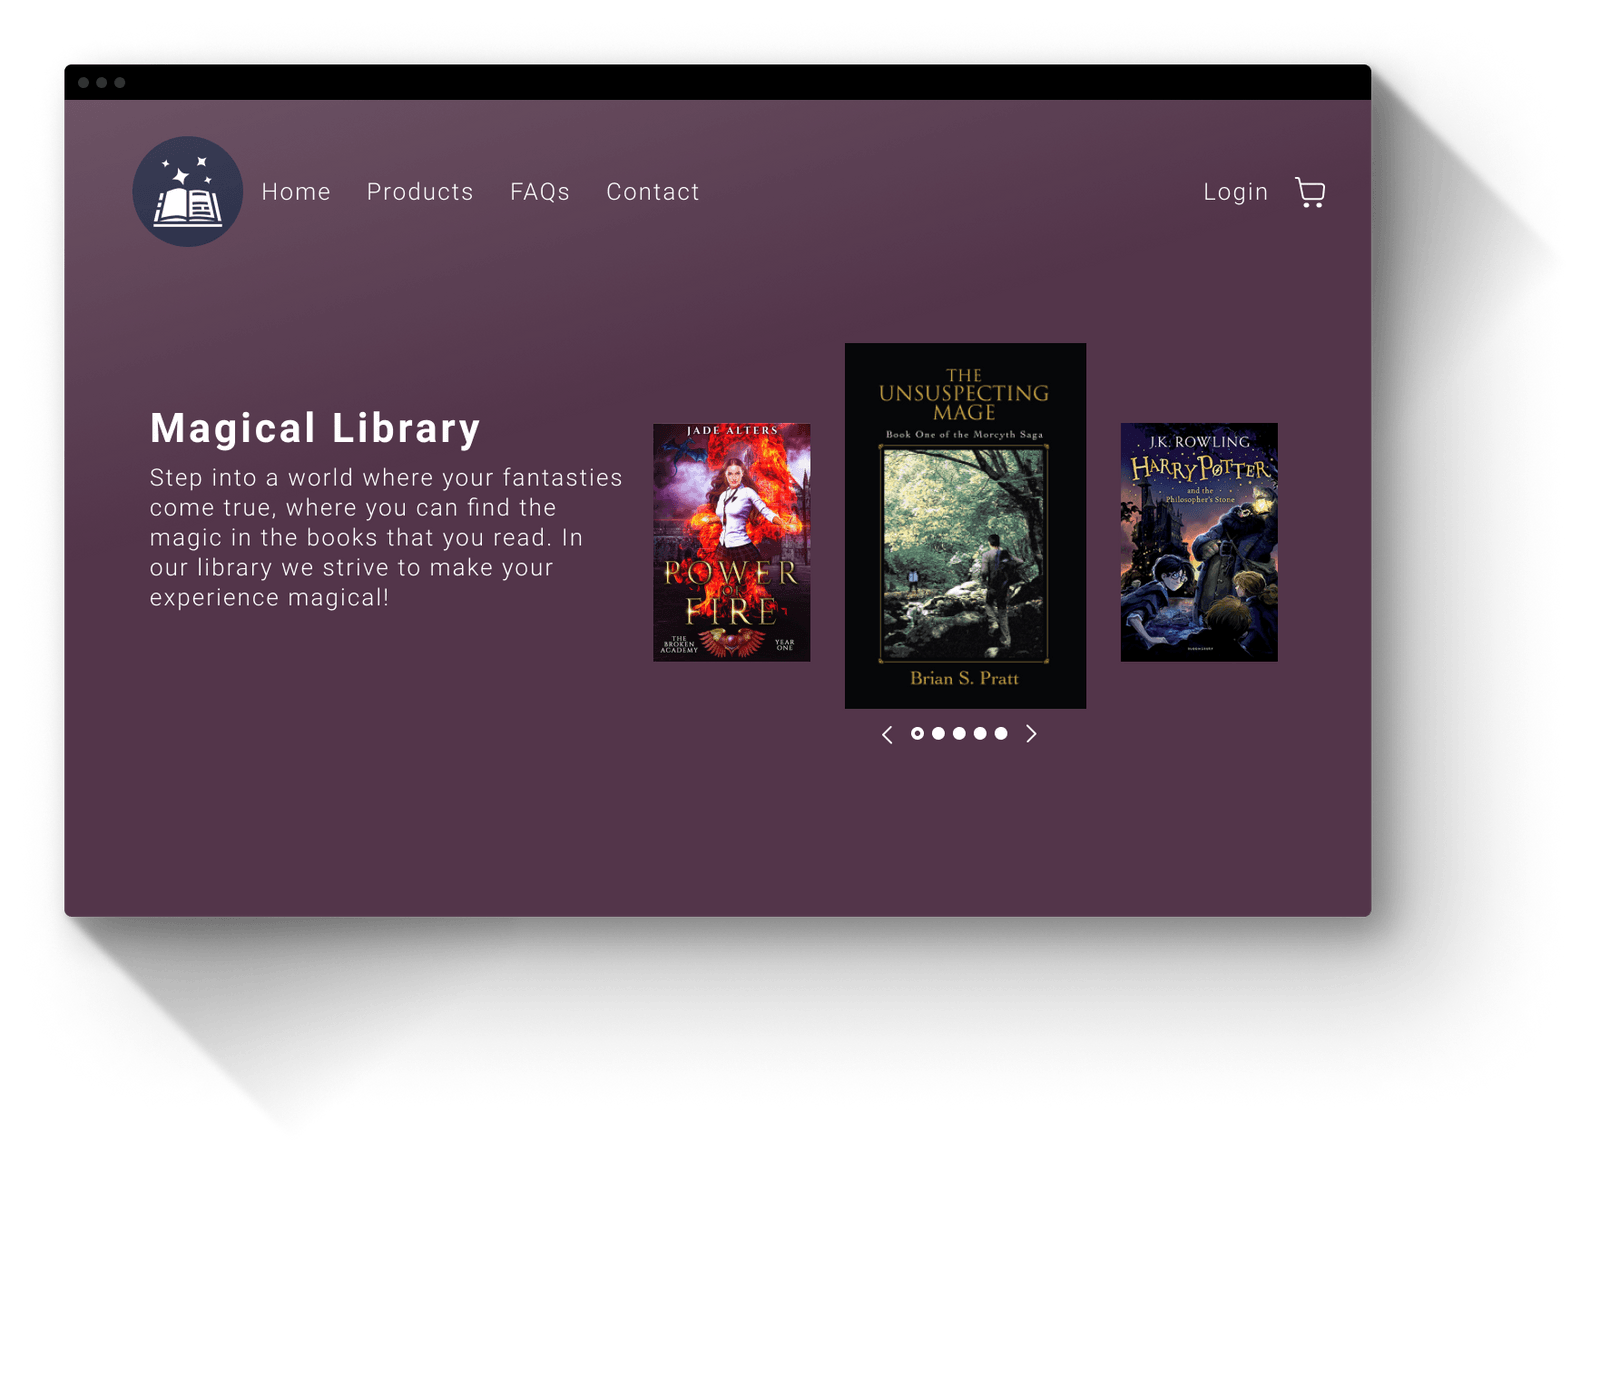 Home Products FAQs Contact Login
Magical Library
Step into a world where your fantasties
come true, where you can find the
magic in the books that you read. In
our library we strive to make your
experience magical!
JADE ALTERS
POWER
OF
FIRE
THE
BROKEN
ACADEMY
YEAR
ONE
THE
UNSUSPECTING
MAGE
Book One of the Morcyth Saga
Brian S. Pratt
J.K. ROWLING
HARRY POTTER
and the
Philosopher's Stone
BLOOMSBURY